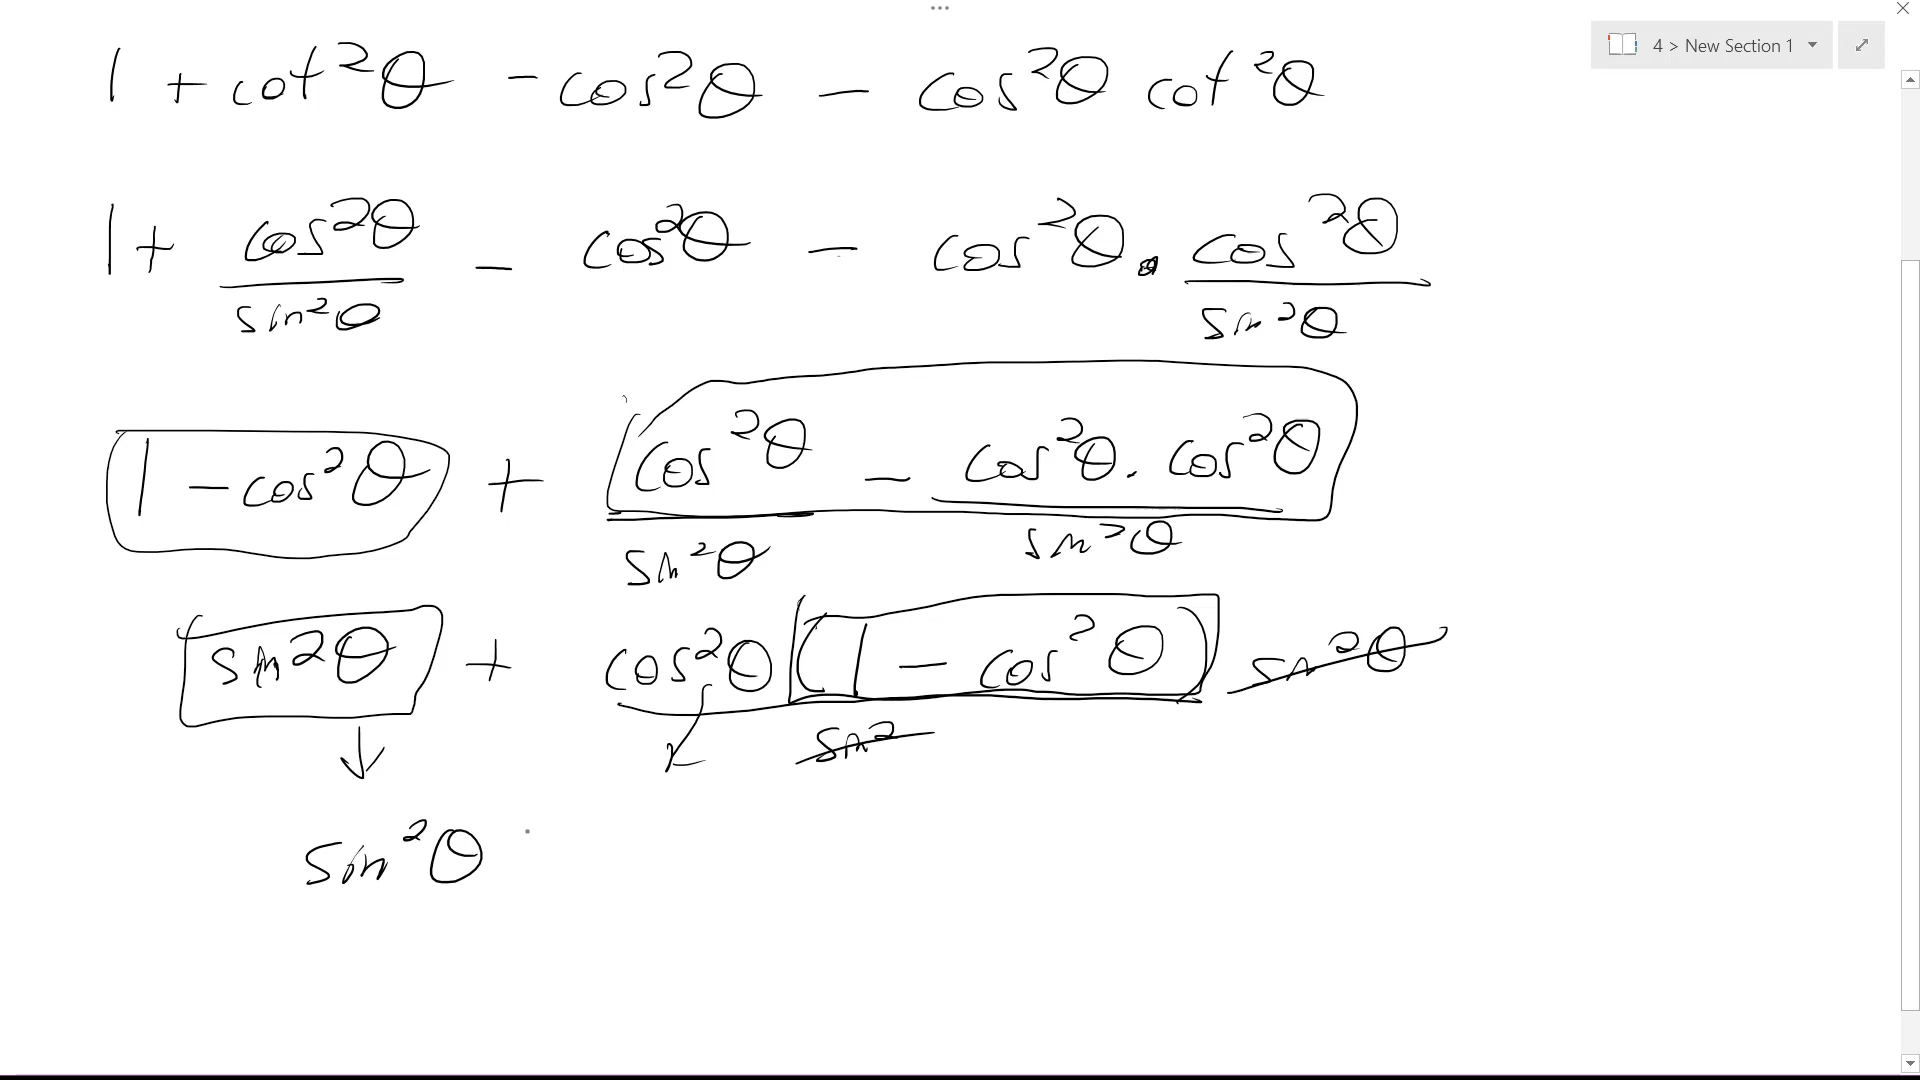 4 > New Section 1
1 + cot²θ - cos²θ - cos²θ cot²θ
1 + cos²θ/sin²θ - cos²θ - cos²θ . cos²θ/sin²θ
1 - cos²θ + cos²θ/sin²θ - cos²θ . cos²θ/sin²θ
sin²θ + cos²θ(1 - cos²θ)/sin² sin²θ
sin²θ